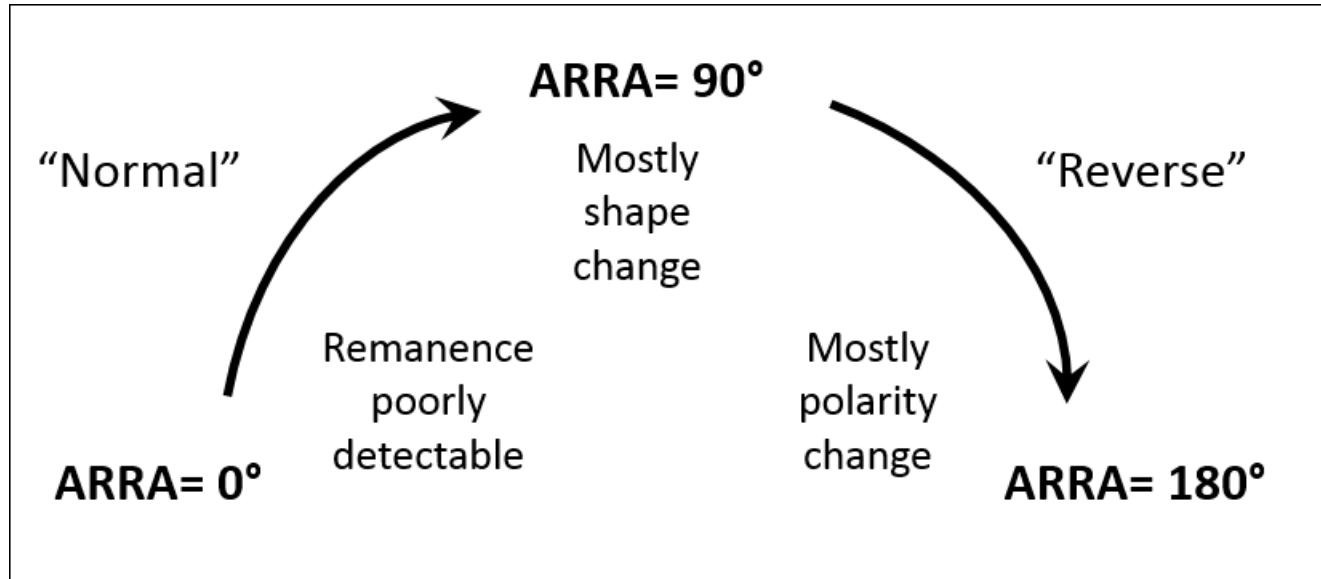 ARRA= 90°
“Normal”
Mostly
shape
change
“Reverse”
Remanence
poorly
detectable
Mostly
polarity
change
ARRA= 0°
ARRA= 180°